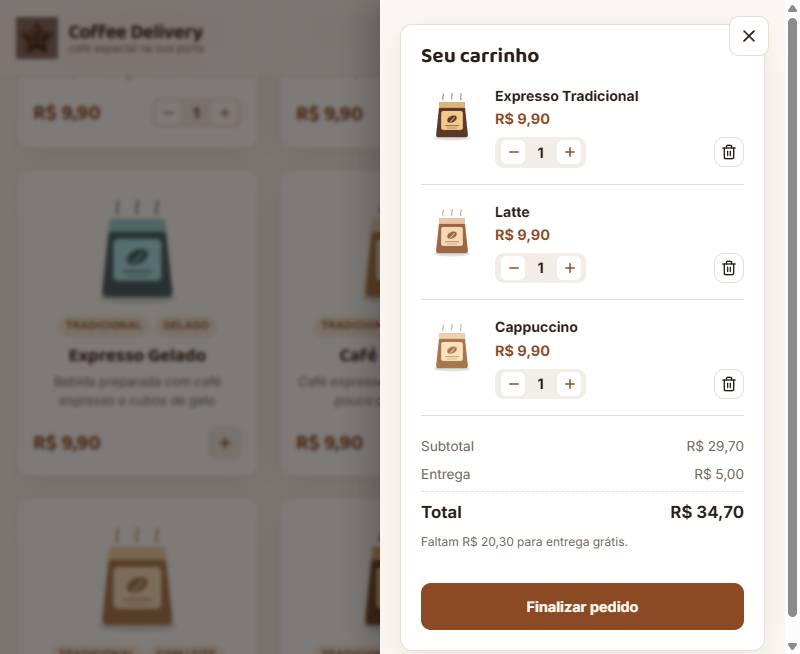 Coffee Delivery
café especial na sua porta
R$ 9,90
1
R$ 9,90
TRADICIONAL
GELADO
Expresso Gelado
Bebida preparada com café
expresso e cubos de gelo
R$ 9,90
Café
Café express
pouco
R$ 9,90
TRADICIONAL
Seu carrinho
Expresso Tradicional
R$ 9,90
1
Latte
R$ 9,90
1
Cappuccino
R$ 9,90
1
Subtotal R$ 29,70
Entrega R$ 5,00
Total R$ 34,70
Faltam R$ 20,30 para entrega grátis.
Finalizar pedido